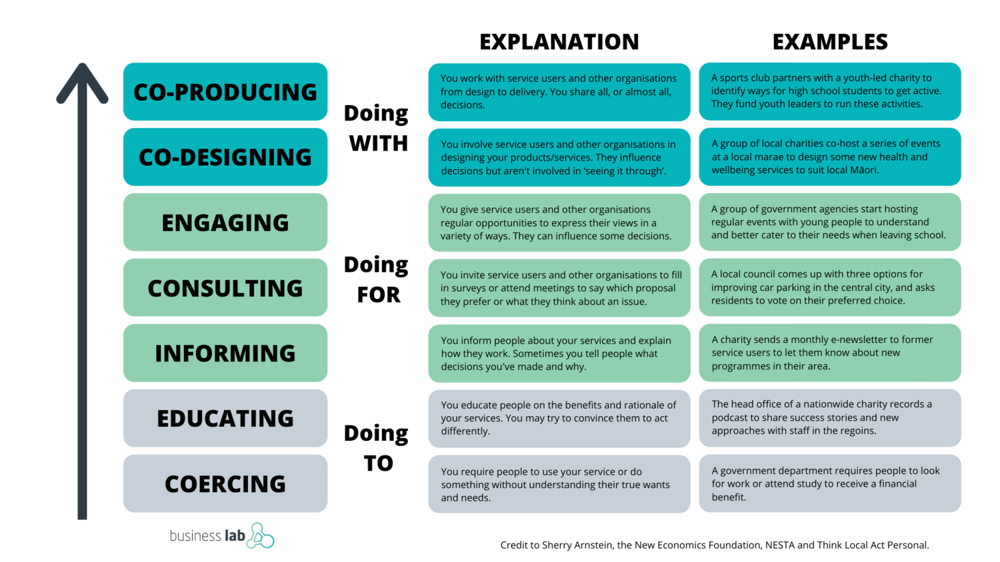 EXPLANATION
EXAMPLES
CO-PRODUCING
Doing
WITH
You work with service users and other organisations
from design to delivery. You share all, or almost all,
decisions.
A sports club partners with a youth-led charity to
identify ways for high school students to get active.
They fund youth leaders to run these activities.
CO-DESIGNING
You involve service users and other organisations in
designing your products/services. They influence
decisions but aren't involved in ‘seeing it through’.
A group of local charities co-host a series of events
at a local marae to design some new health and
wellbeing services to suit local Māori.
ENGAGING
Doing
FOR
You give service users and other organisations
regular opportunities to express their views in a
variety of ways. They can influence some decisions.
A group of government agencies start hosting
regular events with young people to understand
and better cater to their needs when leaving school.
CONSULTING
You invite service users and other organisations to fill
in surveys or attend meetings to say which proposal
they prefer or what they think about an issue.
A local council comes up with three options for
improving car parking in the central city, and asks
residents to vote on their preferred choice.
INFORMING
You inform people about your services and explain
how they work. Sometimes you tell people what
decisions you've made and why.
A charity sends a monthly e-newsletter to former
service users to let them know about new
programmes in their area.
EDUCATING
Doing
TO
You educate people on the benefits and rationale of
your services. You may try to convince them to act
differently.
The head office of a nationwide charity records a
podcast to share success stories and new
approaches with staff in the regoins.
COERCING
You require people to use your service or do
something without understanding their true wants
and needs.
A government department requires people to look
for work or attend study to receive a financial
benefit.
business lab
Credit to Sherry Arnstein, the New Economics Foundation, NESTA and Think Local Act Personal.